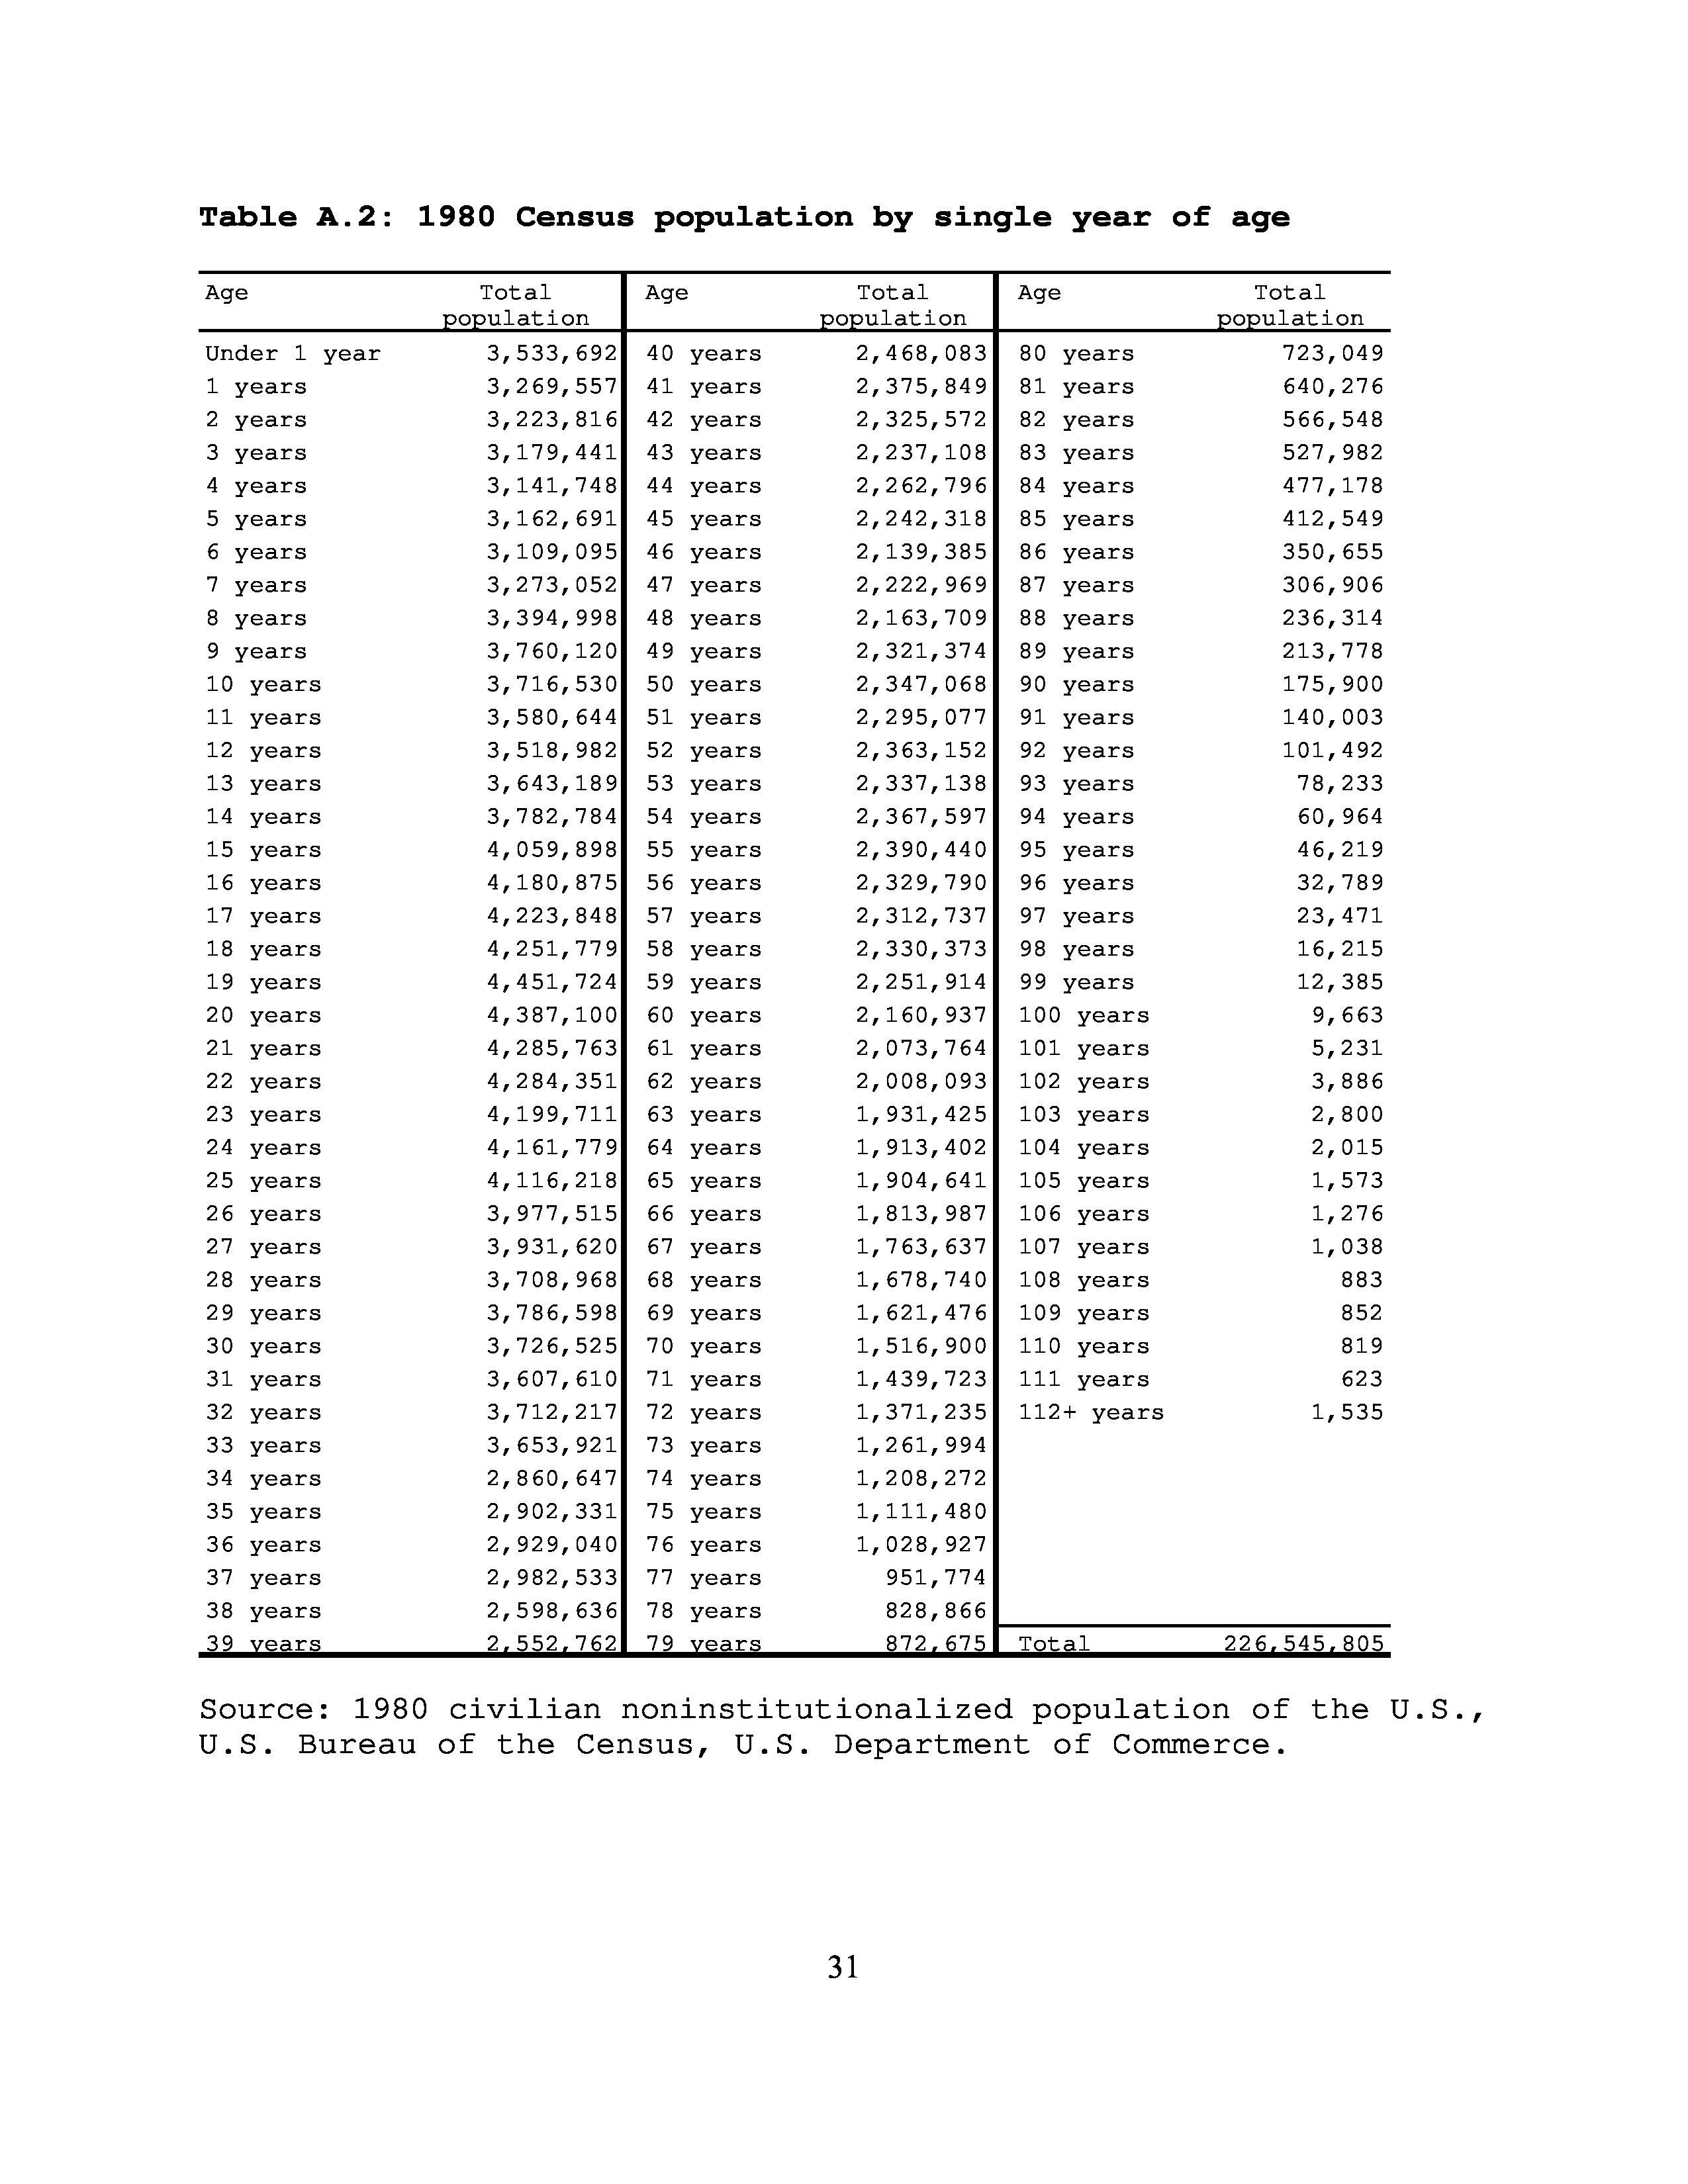 Table A.2: 1980 Census population by single year of age
Age Total population Age Total population Age Total population
Under 1 year 3,533,692 40 years 2,468,083 80 years 723,049
1 years 3,269,557 41 years 2,375,849 81 years 640,276
2 years 3,223,816 42 years 2,325,572 82 years 566,548
3 years 3,179,441 43 years 2,237,108 83 years 527,982
4 years 3,141,748 44 years 2,262,796 84 years 477,178
5 years 3,162,691 45 years 2,242,318 85 years 412,549
6 years 3,109,095 46 years 2,139,385 86 years 350,655
7 years 3,273,052 47 years 2,222,969 87 years 306,906
8 years 3,394,998 48 years 2,163,709 88 years 236,314
9 years 3,760,120 49 years 2,321,374 89 years 213,778
10 years 3,716,530 50 years 2,347,068 90 years 175,900
11 years 3,580,644 51 years 2,295,077 91 years 140,003
12 years 3,518,982 52 years 2,363,152 92 years 101,492
13 years 3,643,189 53 years 2,337,138 93 years 78,233
14 years 3,782,784 54 years 2,367,597 94 years 60,964
15 years 4,059,898 55 years 2,390,440 95 years 46,219
16 years 4,180,875 56 years 2,329,790 96 years 32,789
17 years 4,223,848 57 years 2,312,737 97 years 23,471
18 years 4,251,779 58 years 2,330,373 98 years 16,215
19 years 4,451,724 59 years 2,251,914 99 years 12,385
20 years 4,387,100 60 years 2,160,937 100 years 9,663
21 years 4,285,763 61 years 2,073,764 101 years 5,231
22 years 4,284,351 62 years 2,008,093 102 years 3,886
23 years 4,199,711 63 years 1,931,425 103 years 2,800
24 years 4,161,779 64 years 1,913,402 104 years 2,015
25 years 4,116,218 65 years 1,904,641 105 years 1,573
26 years 3,977,515 66 years 1,813,987 106 years 1,276
27 years 3,931,620 67 years 1,763,637 107 years 1,038
28 years 3,708,968 68 years 1,678,740 108 years 883
29 years 3,786,598 69 years 1,621,476 109 years 852
30 years 3,726,525 70 years 1,516,900 110 years 819
31 years 3,607,610 71 years 1,439,723 111 years 623
32 years 3,712,217 72 years 1,371,235 112+ years 1,535
33 years 3,653,921 73 years 1,261,994
34 years 2,860,647 74 years 1,208,272
35 years 2,902,331 75 years 1,111,480
36 years 2,929,040 76 years 1,028,927
37 years 2,982,533 77 years 951,774
38 years 2,598,636 78 years 828,866
39 years 2,552,762 79 years 872,675 Total 226,545,805
Source: 1980 civilian noninstitutionalized population of the U.S.,
U.S. Bureau of the Census, U.S. Department of Commerce.
31